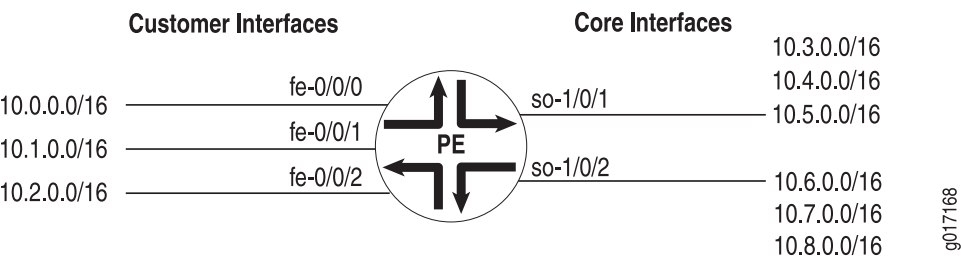 Customer Interfaces
Core Interfaces
10.0.0.0/16
fe-0/0/0
10.1.0.0/16
fe-0/0/1
10.2.0.0/16
fe-0/0/2
PE
so-1/0/1
10.3.0.0/16
10.4.0.0/16
10.5.0.0/16
so-1/0/2
10.6.0.0/16
10.7.0.0/16
10.8.0.0/16
g017168